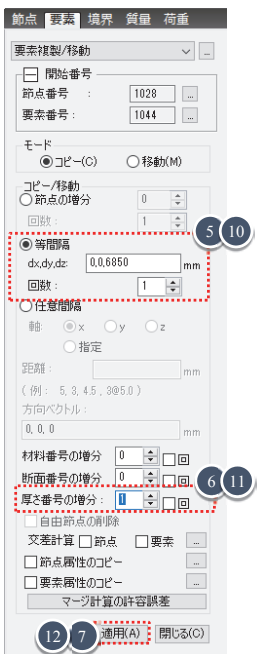 節点 要素 境界 質量 荷重
要素複製/移動
開始番号
節点番号 : 1028
要素番号 : 1044
モード
コピー(C) 移動(M)
コピー/移動
節点の増分 0
回数 : 1
5 10
等間隔
dx,dy,dz: 0,0,6850 mm
回数 : 1
任意間隔
軸: x y z
指定
距離 : mm
( 例 : 5, 3, 4.5 , 3@5.0 )
方向ベクトル :
0, 0, 0 mm
材料番号の増分 0 回
断面番号の増分 0 回
6 11
厚さ番号の増分 : 1 回
自由節点の削除
交差計算 節点 要素
節点属性のコピー
要素属性のコピー
マージ計算の許容誤差
12 7 適用(A) 閉じる(C)